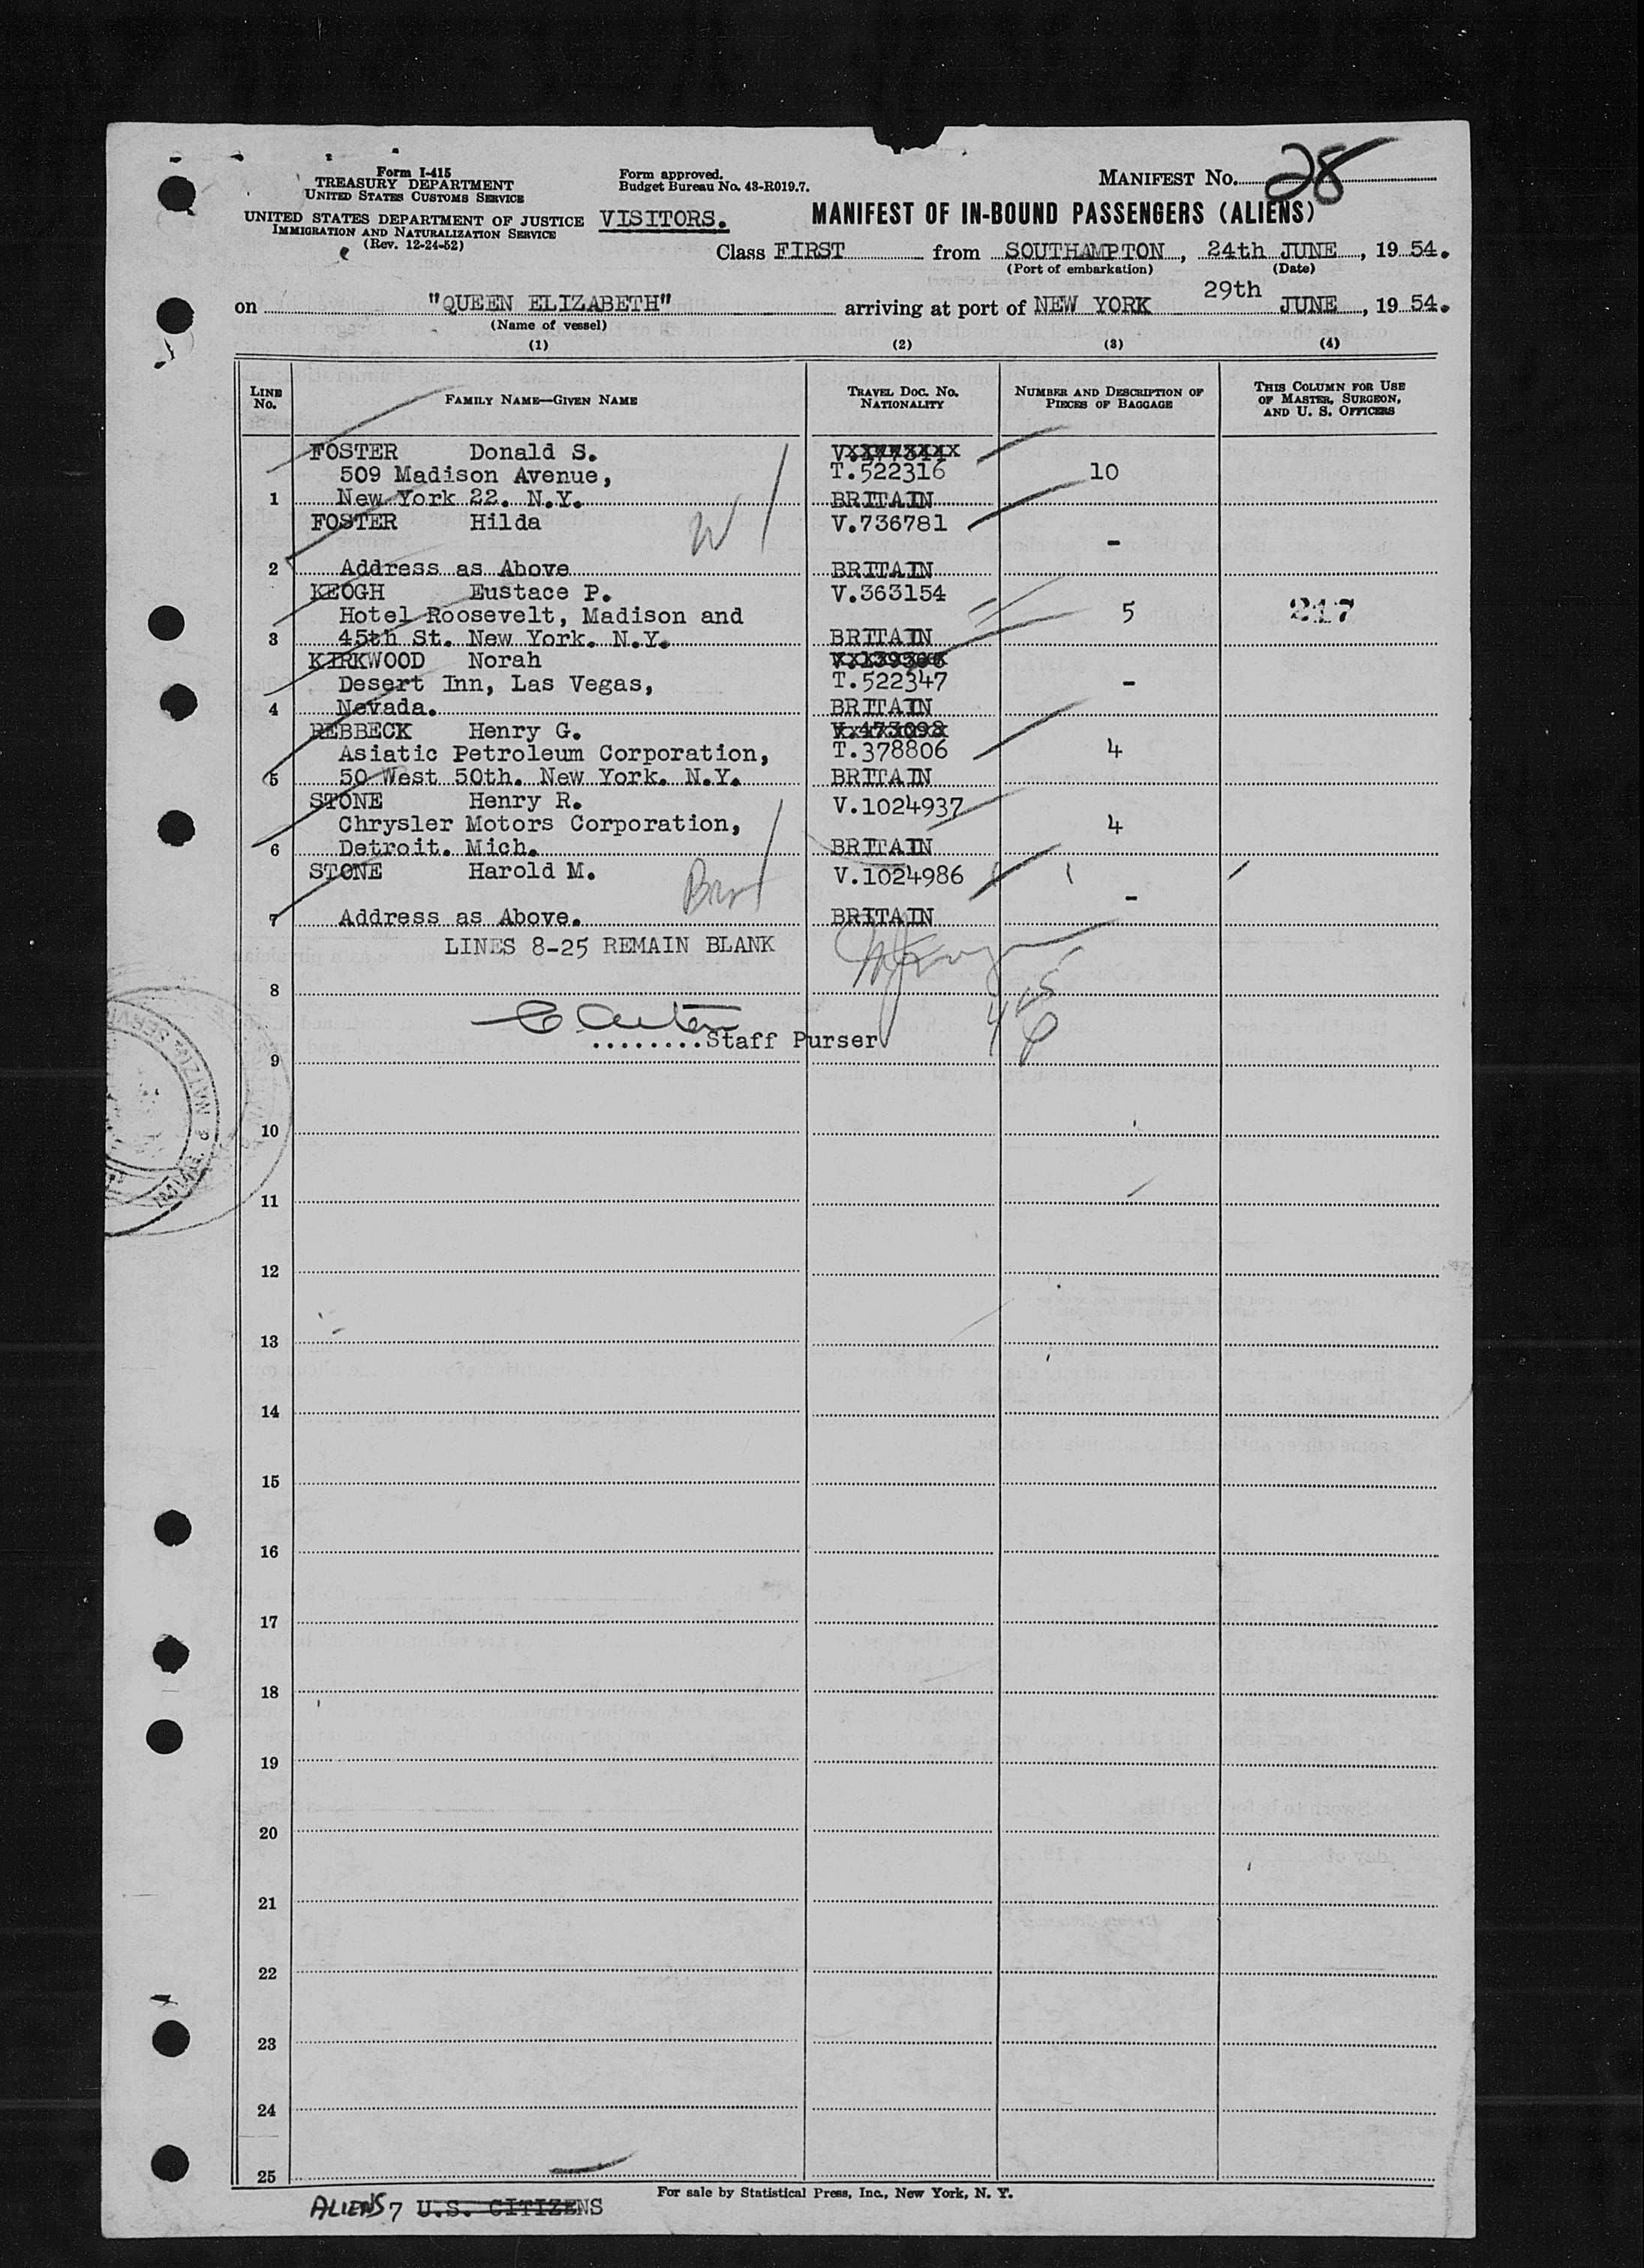 Form I-415
TREASURY DEPARTMENT
UNITED STATES CUSTOMS SERVICE
UNITED STATES DEPARTMENT OF JUSTICE
IMMIGRATION AND NATURALIZATION SERVICE
(Rev. 12-24-52)
Form approved.
Budget Bureau No. 43-R019.7.
VISITORS.
MANIFEST NO. 28
MANIFEST OF IN-BOUND PASSENGERS (ALIENS)
Class FIRST from SOUTHAMPTON, 24th JUNE, 1954.
(Port of embarkation) (Date)
on "QUEEN ELIZABETH" arriving at port of NEW YORK 29th JUNE, 1954.
(Name of vessel)
(1) (2) (3) (4)
LINE NO. FAMILY NAME—GIVEN NAME TRAVEL DOC. NO. NATIONALITY NUMBER AND DESCRIPTION OF PIECES OF BAGGAGE THIS COLUMN FOR USE OF MASTER, SURGEON, AND U. S. OFFICERS
FOSTER Donald S.
509 Madison Avenue, T.522316 10
1 New York 22. N.Y. BRITAIN
FOSTER Hilda V.736781
-
2 Address as Above BRITAIN
KEOGH Eustace P. V.363154
Hotel Roosevelt, Madison and 5 217
3 45th St. New York. N.Y. BRITAIN
KIRKWOOD Norah
Desert Inn, Las Vegas, T.522347 -
4 Nevada. BRITAIN
REBBECK Henry G. V.473098
Asiatic Petroleum Corporation, T.378806 4
5 50 West 50th. New York. N.Y. BRITAIN
STONE Henry R. V.1024937
Chrysler Motors Corporation, 4
6 Detroit. Mich. BRITAIN
STONE Harold M. V.1024986
-
7 Address as Above. BRITAIN
LINES 8-25 REMAIN BLANK
8
........Staff Purser
9
10
11
12
13
14
15
16
17
18
19
20
21
22
23
24
25
For sale by Statistical Press, Inc., New York, N. Y.
ALIENS 7 U.S. CITIZENS